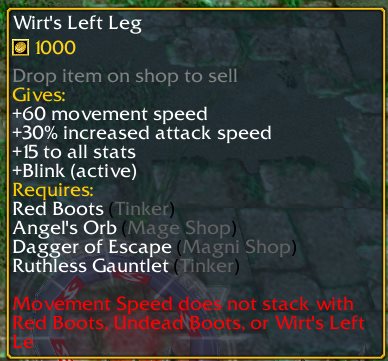 Wirt's Left Leg
1000
Drop item on shop to sell
Gives:
+60 movement speed
+30% increased attack speed
+15 to all stats
+Blink (active)
Requires:
Red Boots (Tinker)
Angel's Orb (Mage Shop)
Dagger of Escape (Magni Shop)
Ruthless Gauntlet (Tinker)
Movement Speed does not stack with
Red Boots, Undead Boots, or Wirt's Left
Le